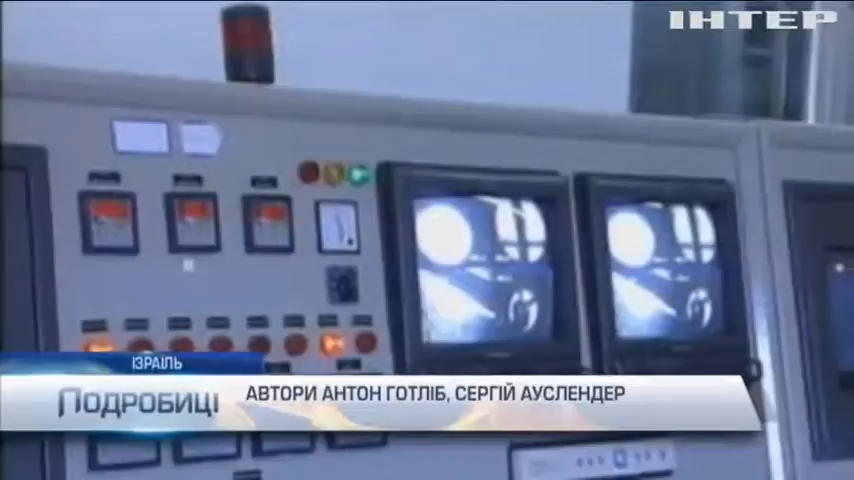 ІНТЕР
ІЗРАЇЛЬ
ПОДРОБИЦІ
АВТОРИ АНТОН ГОТЛІБ, СЕРГІЙ АУСЛЕНДЕР